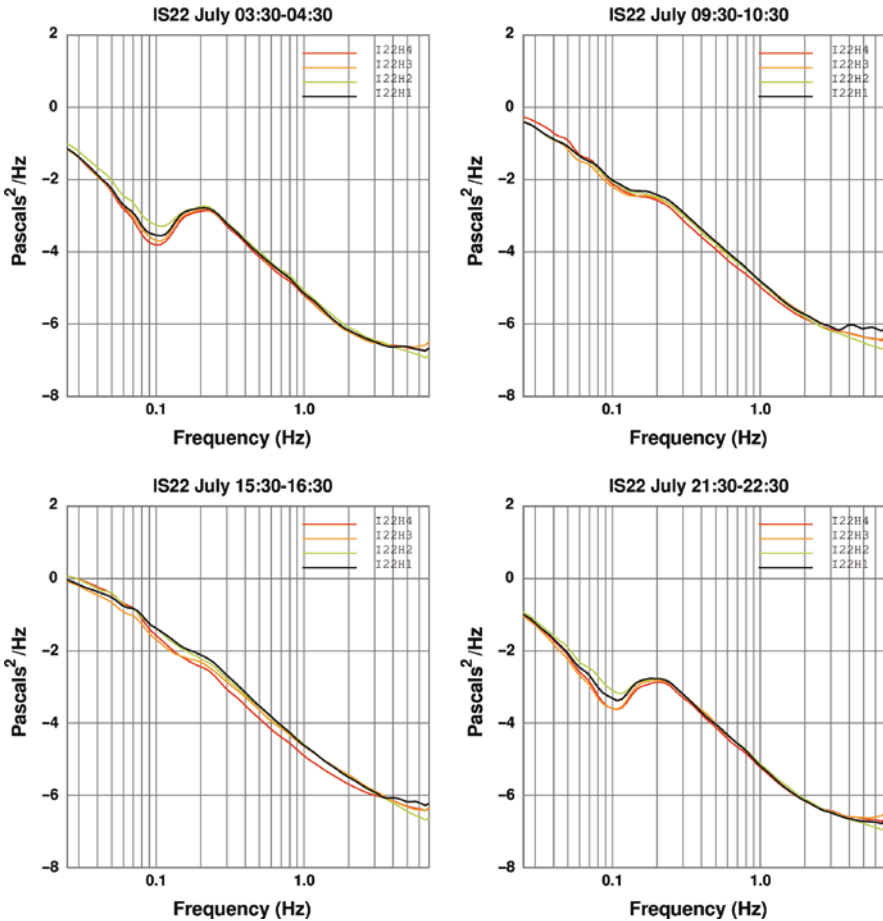 IS22 July 03:30-04:30
2
0
−2
−4
−6
−8
Pascals²/Hz
I22H4
I22H3
I22H2
I22H1
0.1
1.0
Frequency (Hz)
IS22 July 09:30-10:30
2
0
−2
−4
−6
−8
Pascals²/Hz
I22H4
I22H3
I22H2
I22H1
0.1
1.0
Frequency (Hz)
IS22 July 15:30-16:30
2
0
−2
−4
−6
−8
Pascals²/Hz
I22H4
I22H3
I22H2
I22H1
0.1
1.0
Frequency (Hz)
IS22 July 21:30-22:30
2
0
−2
−4
−6
−8
Pascals²/Hz
I22H4
I22H3
I22H2
I22H1
0.1
1.0
Frequency (Hz)